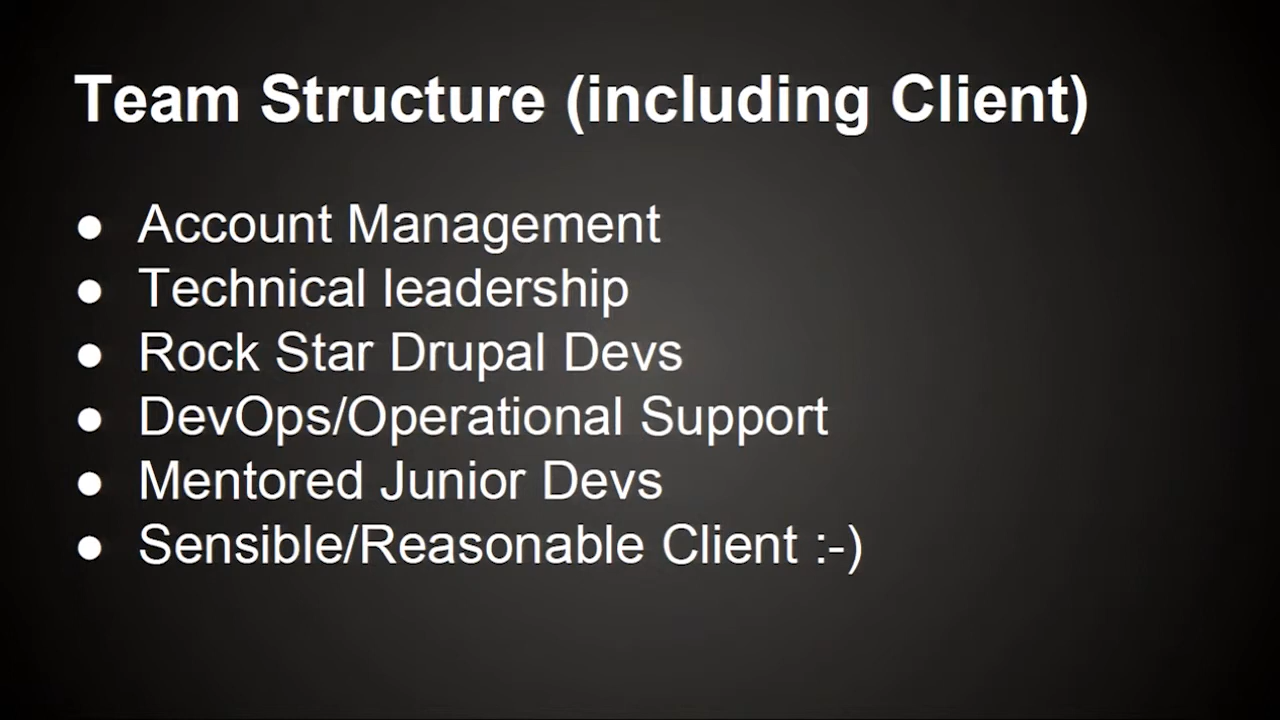 Team Structure (including Client)
● Account Management
● Technical leadership
● Rock Star Drupal Devs
● DevOps/Operational Support
● Mentored Junior Devs
● Sensible/Reasonable Client :-)